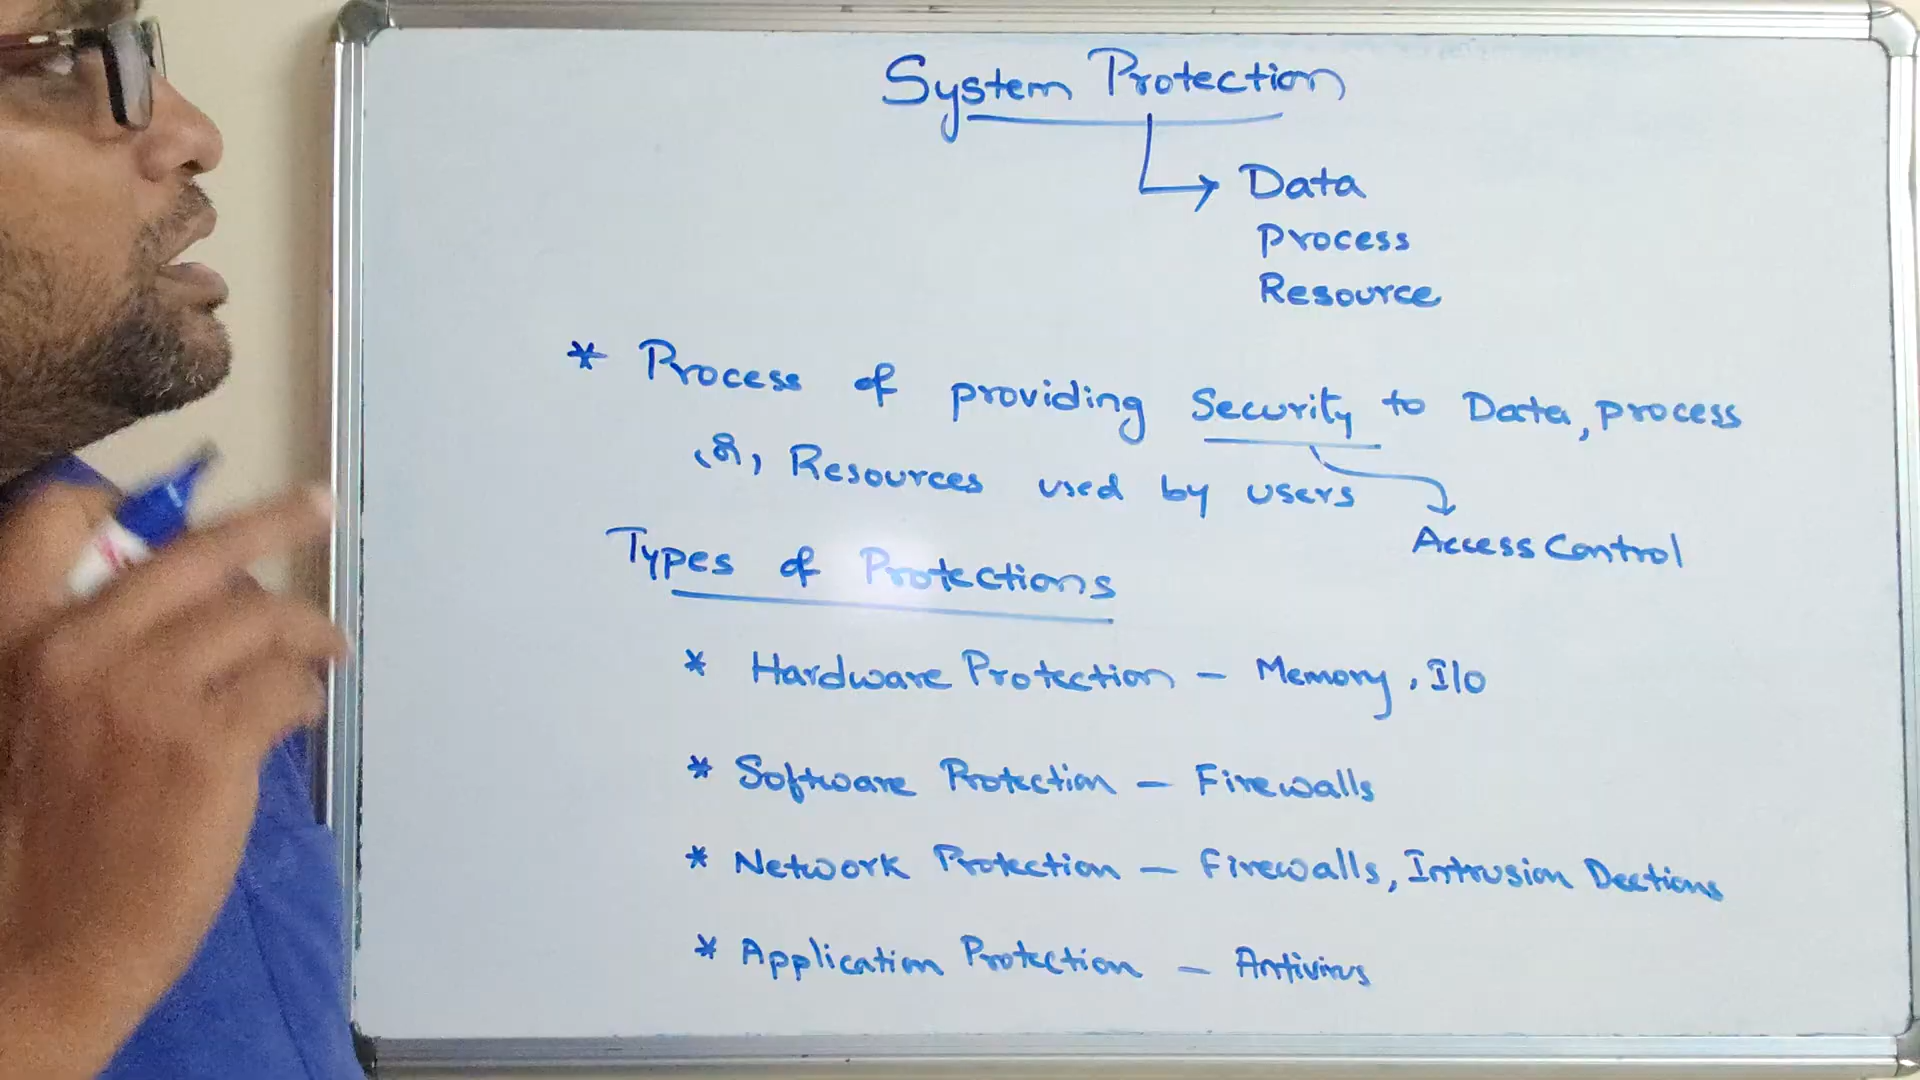 System Protection
Data
Process
Resource
* Process of providing Security to Data, process
(or) Resources used by users
Access Control
Types of Protections
* Hardware Protection - Memory, I/O
* Software Protection - Firewalls
* Network Protection - Firewalls, Intrusion Dections
* Application Protection - Antivirus